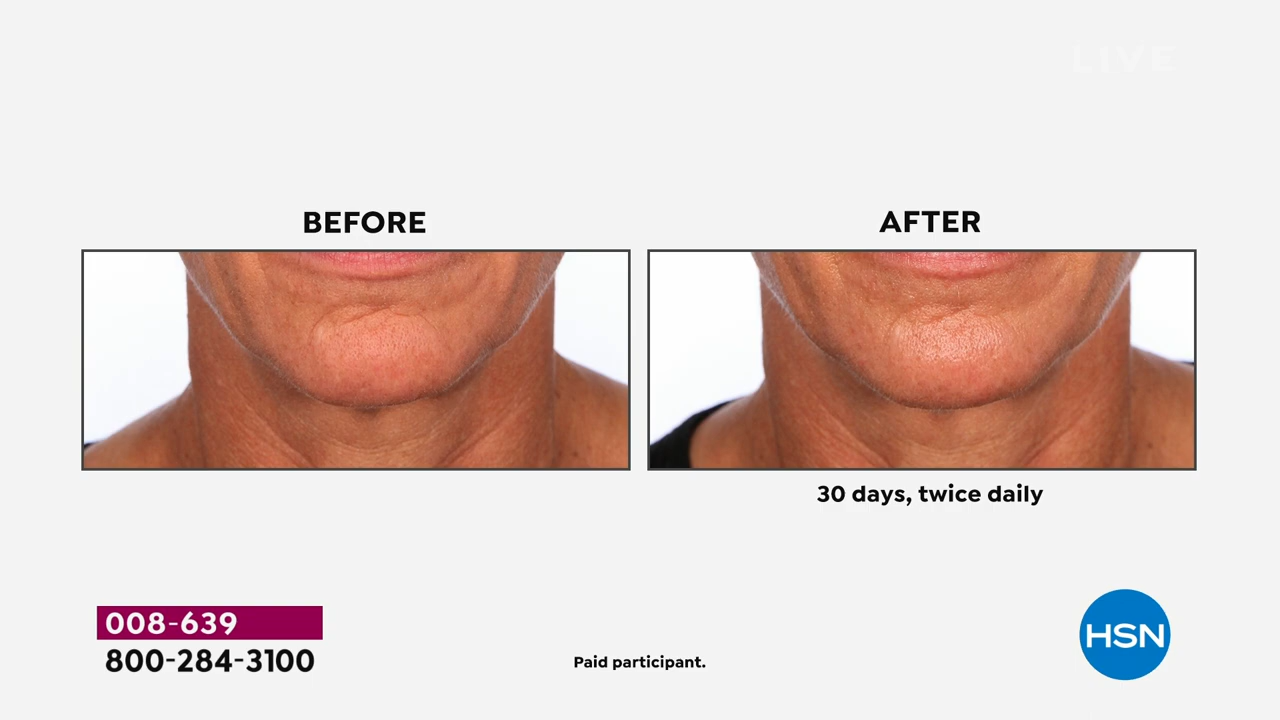 LIVE
BEFORE
AFTER
30 days, twice daily
008-639
800-284-3100
Paid participant.
HSN